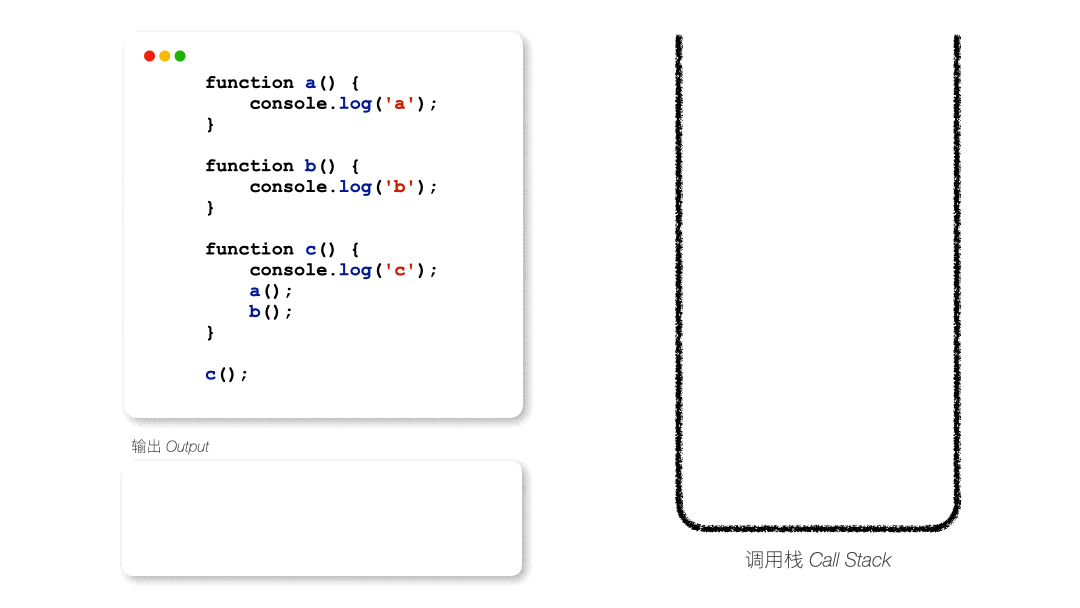 function a() {
    console.log('a');
}
function b() {
    console.log('b');
}
function c() {
    console.log('c');
    a();
    b();
}
c();
输出 Output
调用栈 Call Stack